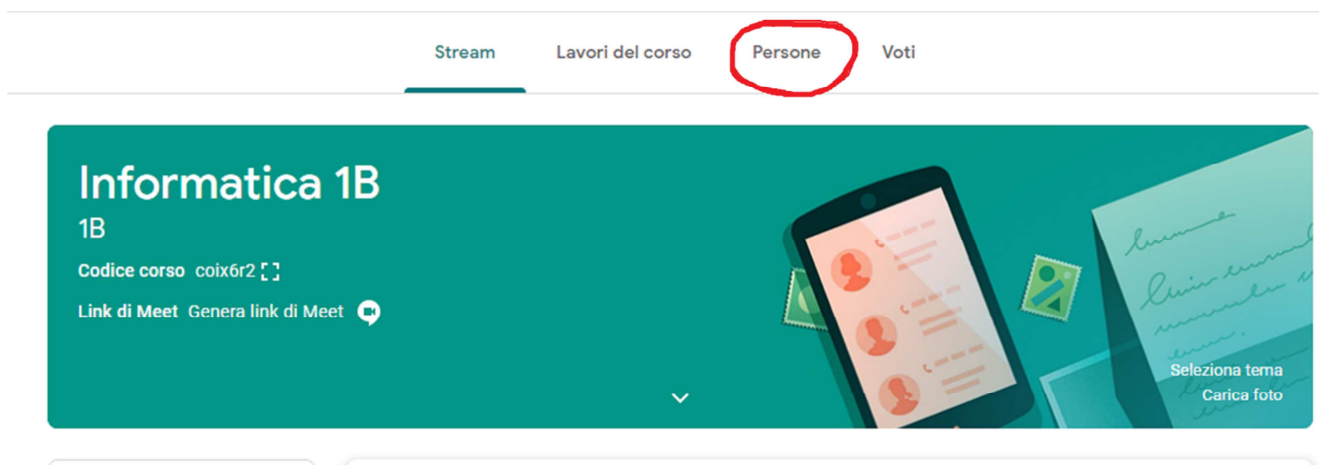 Stream Lavori del corso Persone Voti
Informatica 1B
1B
Codice corso coix6r2
Link di Meet Genera link di Meet
Seleziona tema
Carica foto